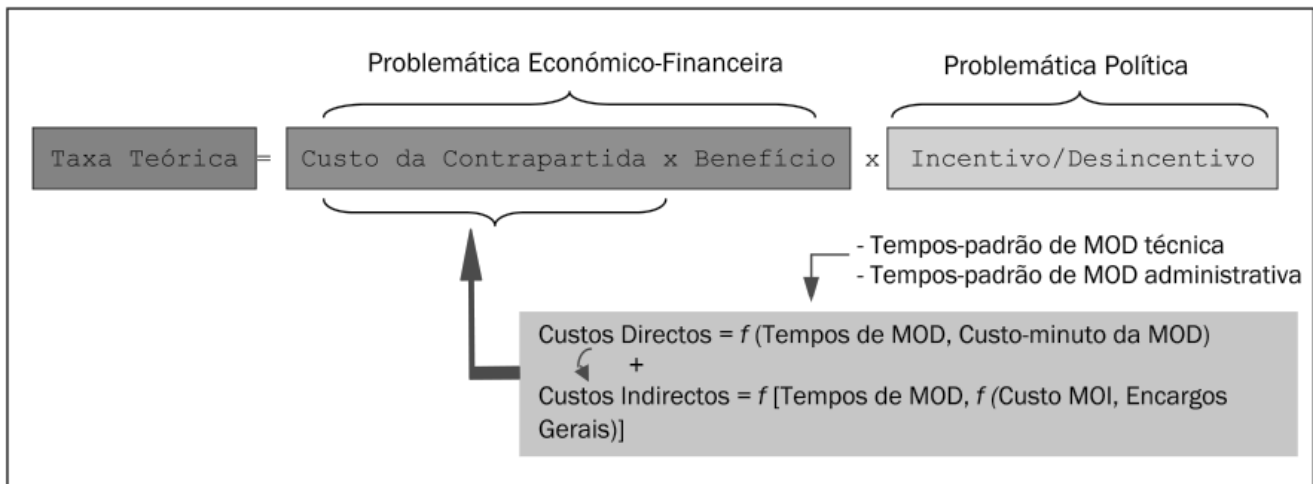 Problemática Económico-Financeira
Problemática Política
Taxa Teórica = Custo da Contrapartida x Benefício x Incentivo/Desincentivo
- Tempos-padrão de MOD técnica
- Tempos-padrão de MOD administrativa
Custos Directos = f (Tempos de MOD, Custo-minuto da MOD)
+
Custos Indirectos = f [Tempos de MOD, f (Custo MOI, Encargos
Gerais)]